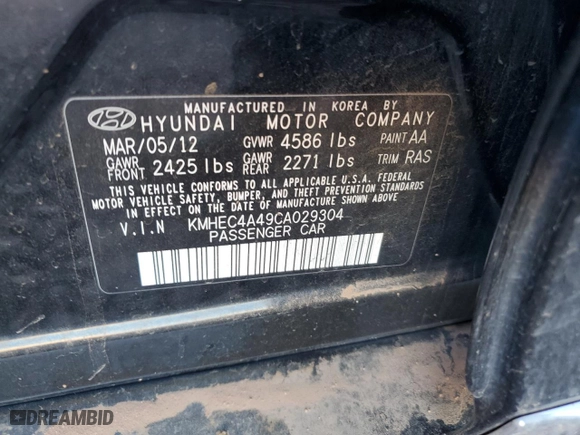 MANUFACTURED IN KOREA BY
HYUNDAI MOTOR COMPANY
MAR/05/12 GVWR 4586 lbs PAINT AA
GAWR FRONT 2425 lbs GAWR REAR 2271 lbs TRIM RAS
THIS VEHICLE CONFORMS TO ALL APPLICABLE U.S.A. FEDERAL
MOTOR VEHICLE SAFETY, BUMPER, AND THEFT PREVENTION STANDARDS
IN EFFECT ON THE DATE OF MANUFACTURE SHOWN ABOVE.
V.I.N KMHEC4A49CA029304
PASSENGER CAR
DREAMBID